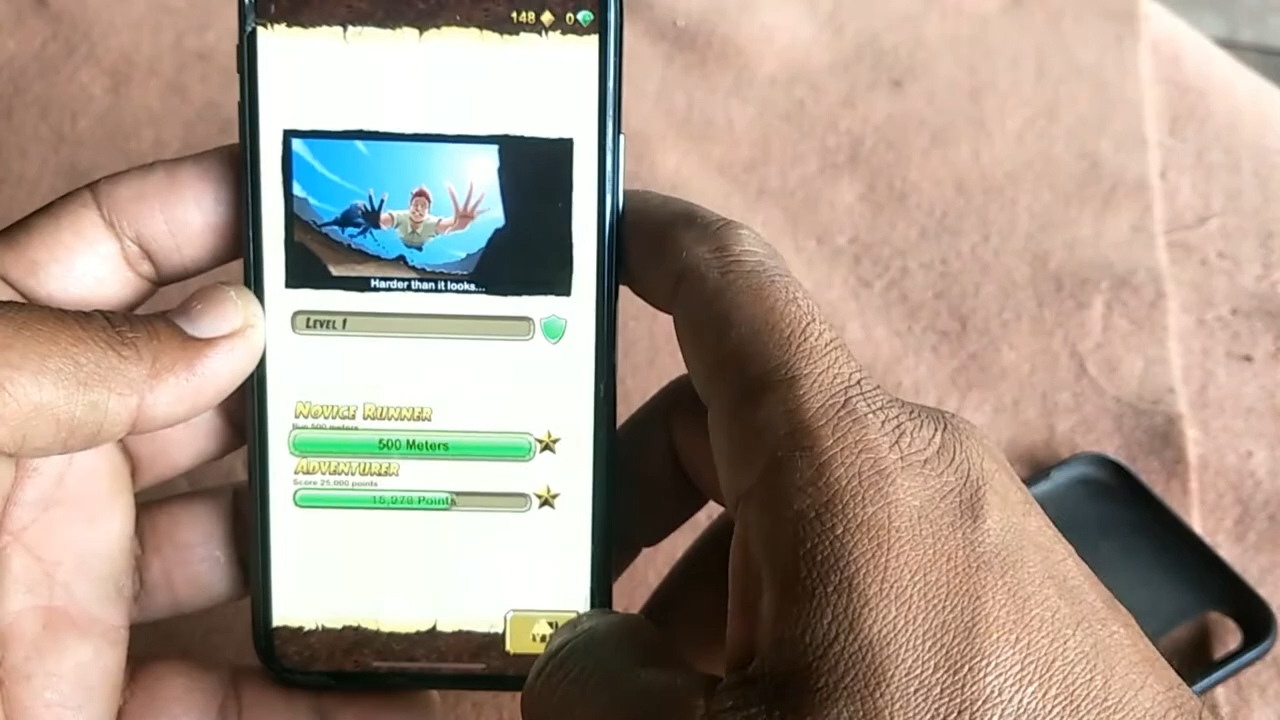 148 0
Harder than it looks...
LEVEL 1
NOVICE RUNNER
Run 500 meters
500 Meters
ADVENTURER
Score 25,000 points
15,978 Points